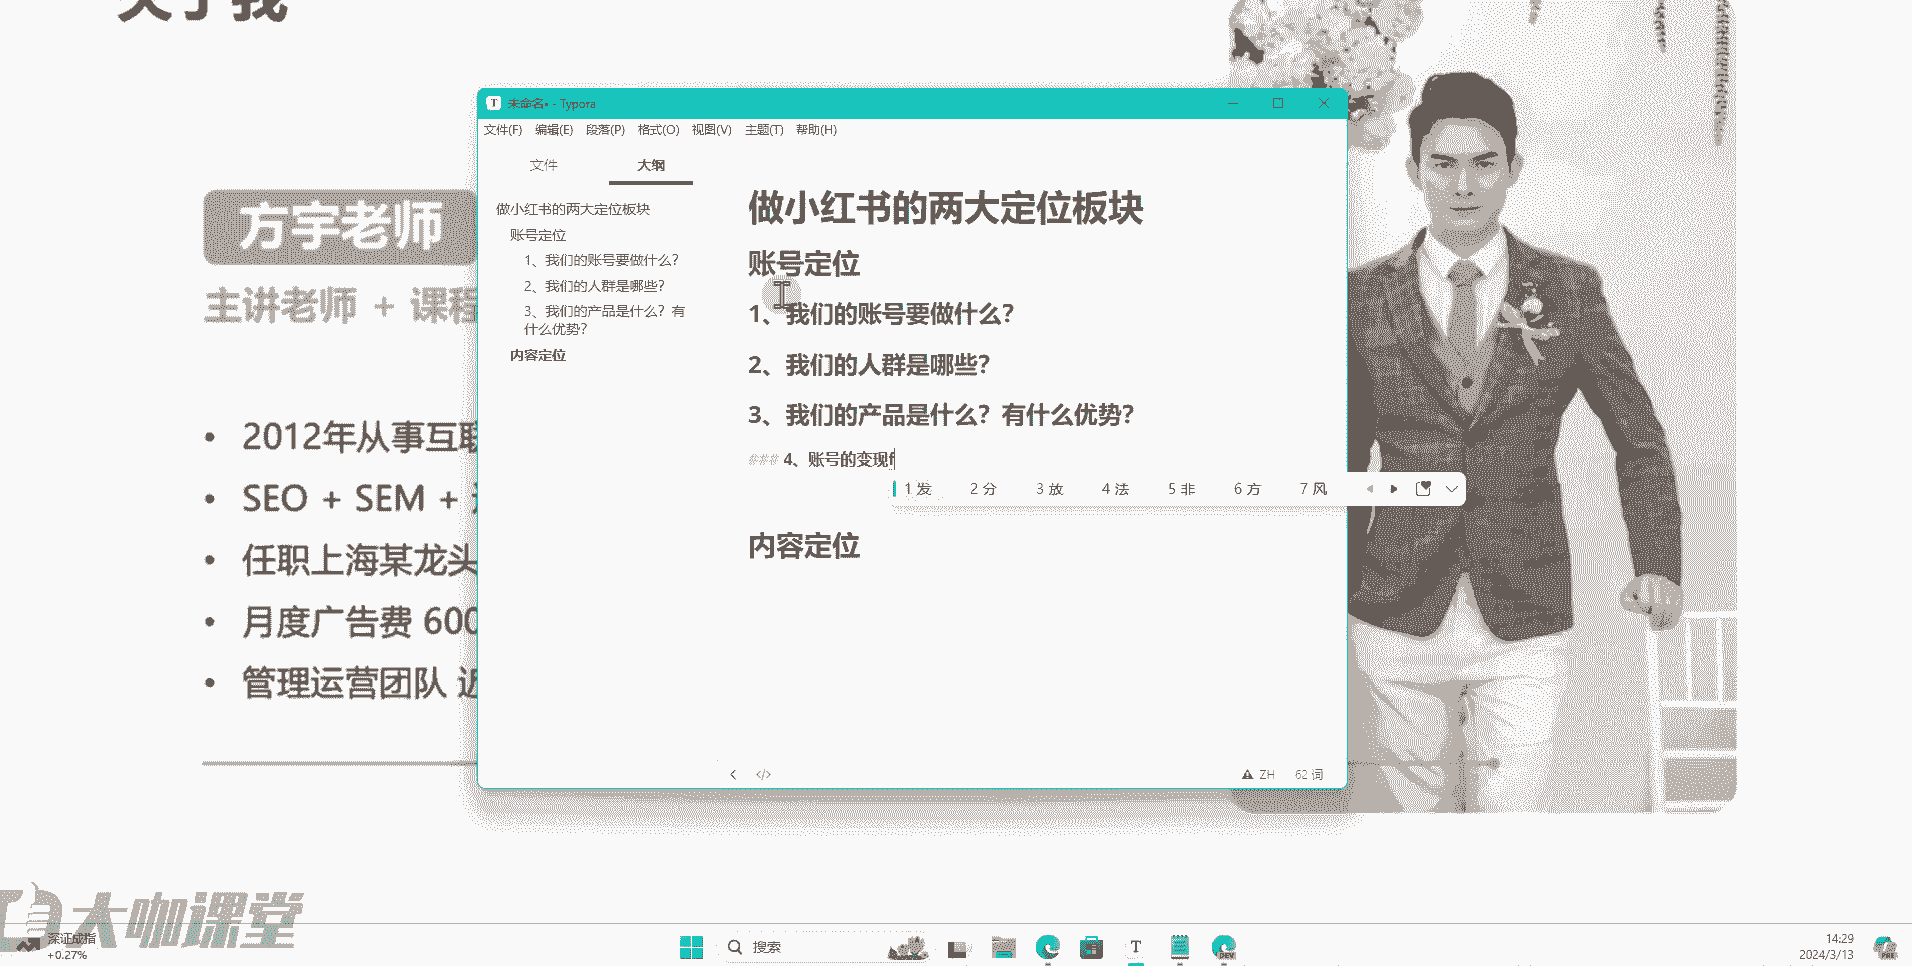 关于我
方宇老师
主讲老师 + 课程
2012年从事互联
SEO + SEM +
任职上海某龙头
月度广告费 600
管理运营团队 近
未命名• - Typora
文件(F) 编辑(E) 段落(P) 格式(O) 视图(V) 主题(T) 帮助(H)
文件 大纲
做小红书的两大定位板块
账号定位
1、我们的账号要做什么？
2、我们的人群是哪些？
3、我们的产品是什么？有
什么优势？
内容定位
做小红书的两大定位板块
账号定位
1、我们的账号要做什么？
2、我们的人群是哪些？
3、我们的产品是什么？有什么优势？
### 4、账号的变现f
1 发 2 分 3 放 4 法 5 非 6 方 7 风
内容定位
</> ZH 62 词
大咖课堂
深证成指
+0.27%
搜索
DEV
14:29
2024/3/13
PRE